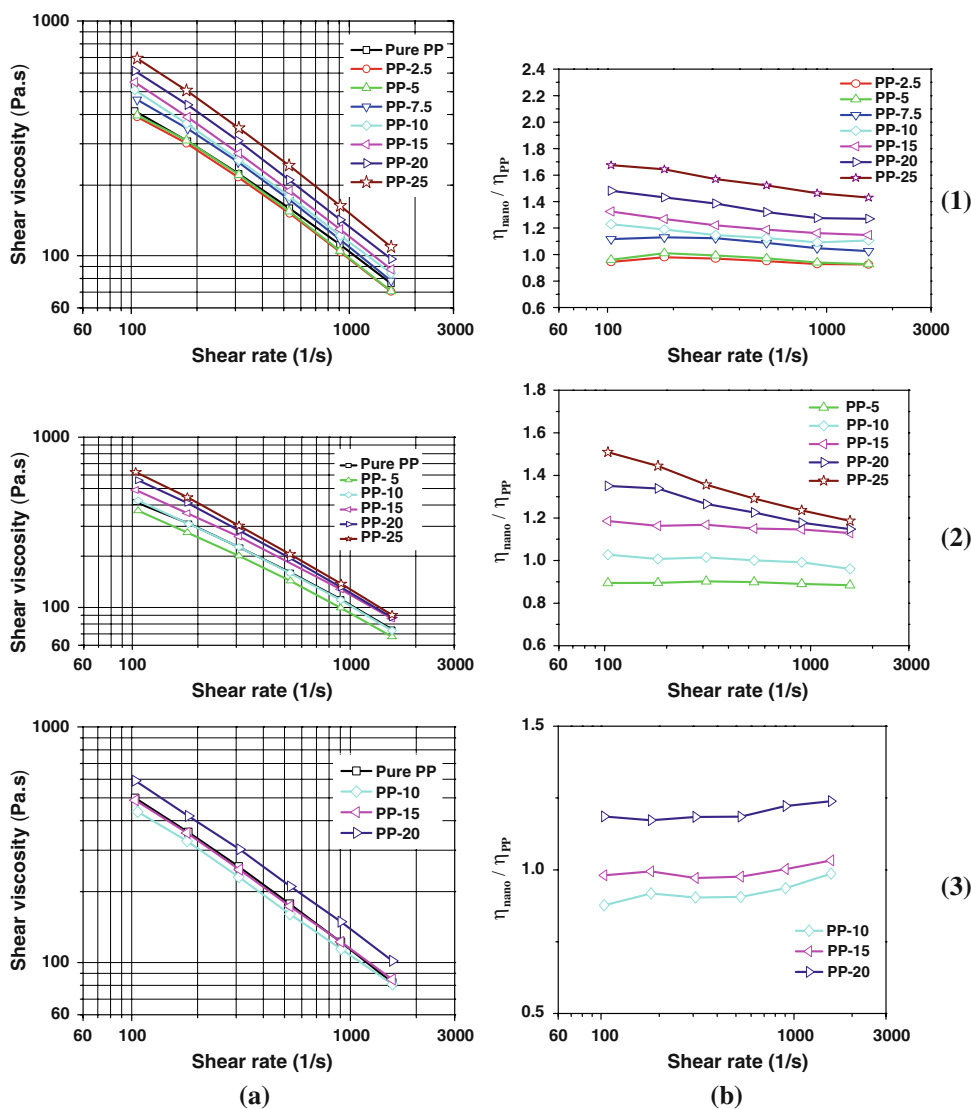 1000
100
60
Shear viscosity (Pa.s)
60 100 1000 3000
Shear rate (1/s)
Pure PP
PP-2.5
PP-5
PP-7.5
PP-10
PP-15
PP-20
PP-25
2.4
2.2
2.0
1.8
1.6
1.4
1.2
1.0
0.8
0.6
ηnano / ηPP
60 100 1000 3000
Shear rate (1/s)
PP-2.5
PP-5
PP-7.5
PP-10
PP-15
PP-20
PP-25
(1)
1000
100
60
Shear viscosity (Pa.s)
60 100 1000 3000
Shear rate (1/s)
Pure PP
PP- 5
PP-10
PP-15
PP-20
PP-25
1.8
1.6
1.4
1.2
1.0
0.8
0.6
ηnano / ηPP
60 100 1000 3000
Shear rate (1/s)
PP-5
PP-10
PP-15
PP-20
PP-25
(2)
1000
100
60
Shear viscosity (Pa.s)
60 100 1000 3000
Shear rate (1/s)
Pure PP
PP-10
PP-15
PP-20
1.5
1.0
0.5
ηnano / ηPP
60 100 1000 3000
Shear rate (1/s)
PP-10
PP-15
PP-20
(3)
(a)
(b)